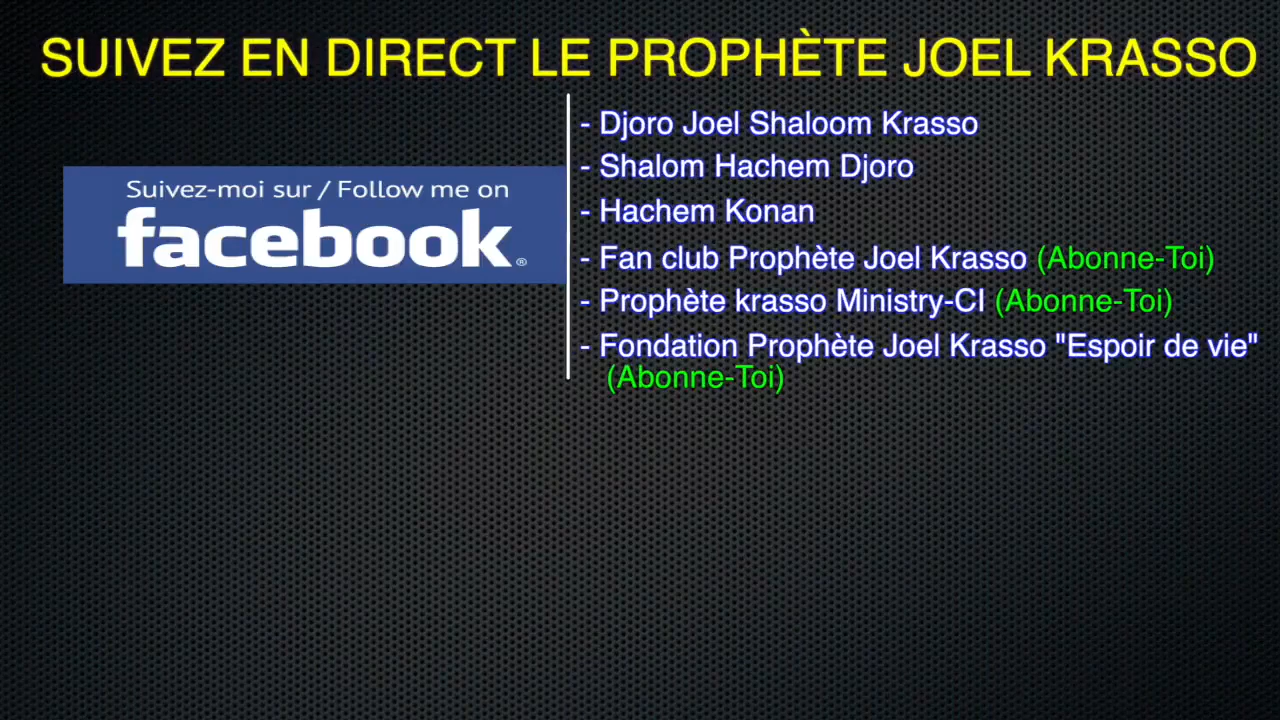 SUIVEZ EN DIRECT LE PROPHÈTE JOEL KRASSO
Suivez-moi sur / Follow me on
facebook®
- Djoro Joel Shaloom Krasso
- Shalom Hachem Djoro
- Hachem Konan
- Fan club Prophète Joel Krasso (Abonne-Toi)
- Prophète krasso Ministry-CI (Abonne-Toi)
- Fondation Prophète Joel Krasso "Espoir de vie"
(Abonne-Toi)